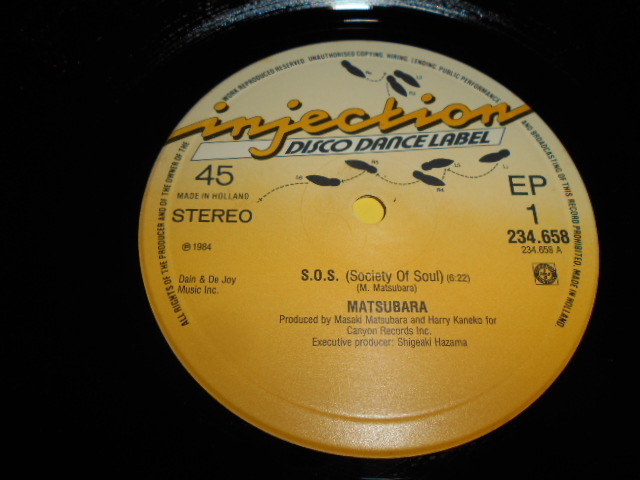 ALL RIGHTS OF THE PRODUCER AND OF THE OWNER OF THE WORK REPRODUCED RESERVED. UNAUTHORISED COPYING, HIRING, LENDING, PUBLIC PERFORMANCE AND BROADCASTING OF THIS RECORD PROHIBITED. MADE IN HOLLAND.
injection
DISCO DANCE LABEL
45
MADE IN HOLLAND
STEREO
℗ 1984
EP
1
234.658
234.658 A
Dain & De Joy
Music Inc.
S.O.S. (Society Of Soul) (6:22)
(M. Matsubara)
MATSUBARA
Produced by Masaki Matsubara and Harry Kaneko for
Canyon Records Inc.
Executive producer: Shigeaki Hazama